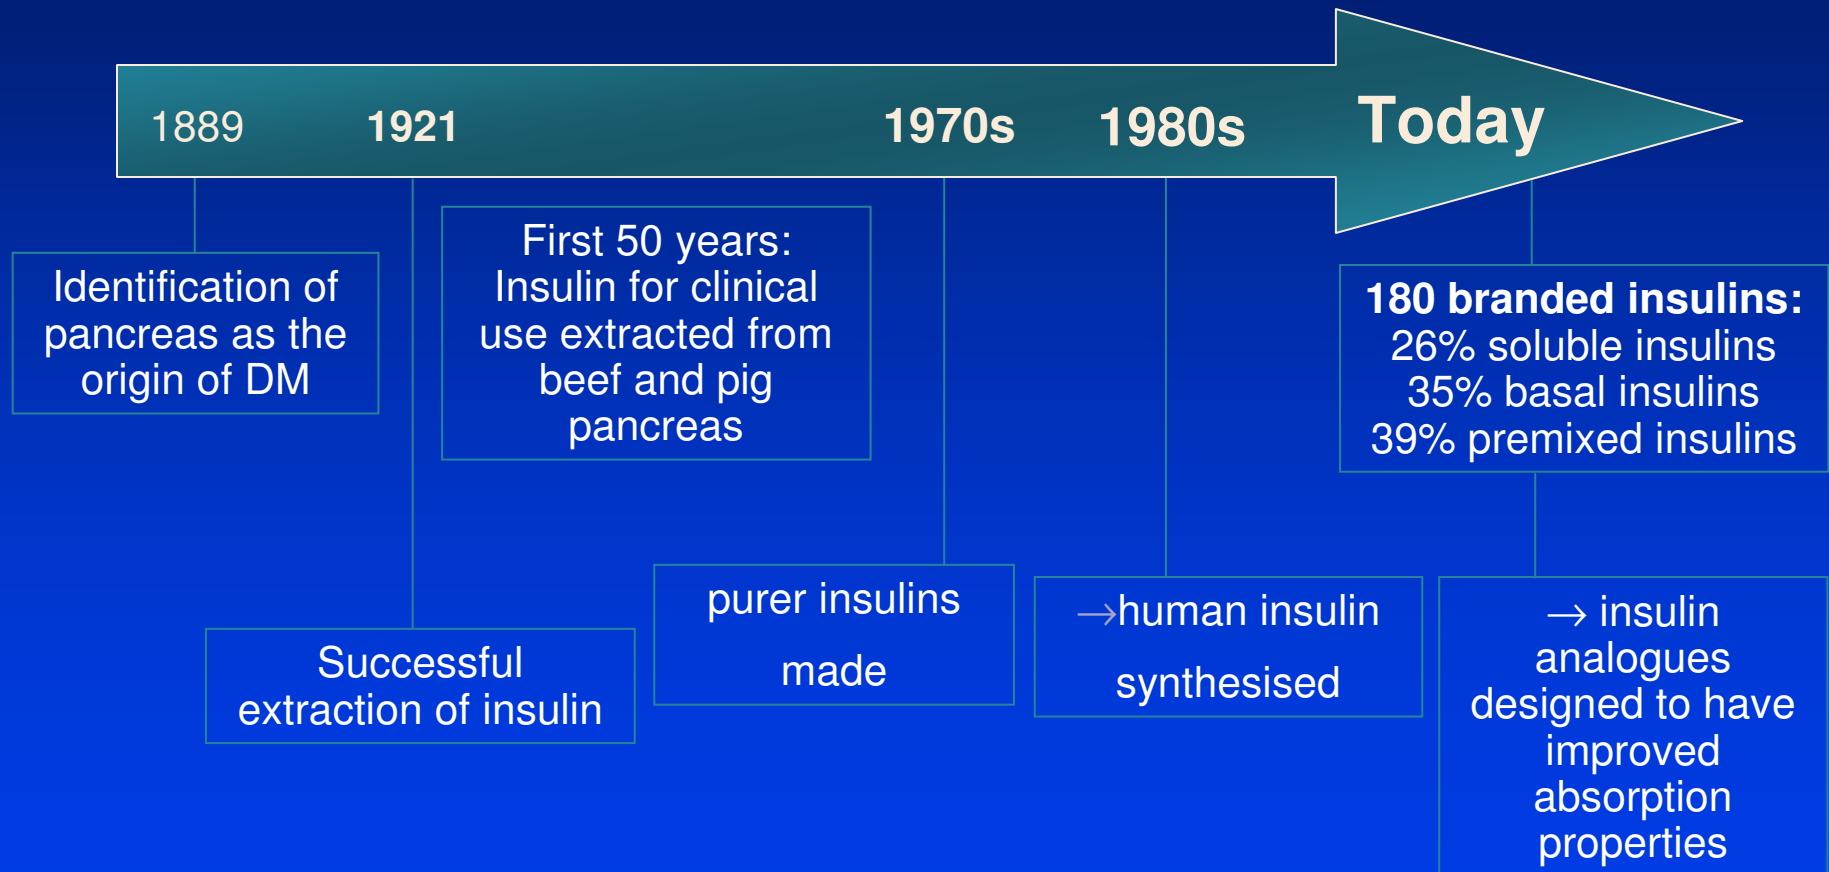 1889
1921
1970s
1980s
Today
Identification of
pancreas as the
origin of DM
First 50 years:
Insulin for clinical
use extracted from
beef and pig
pancreas
180 branded insulins:
26% soluble insulins
35% basal insulins
39% premixed insulins
Successful
extraction of insulin
purer insulins
made
→human insulin
synthesised
→ insulin
analogues
designed to have
improved
absorption
properties